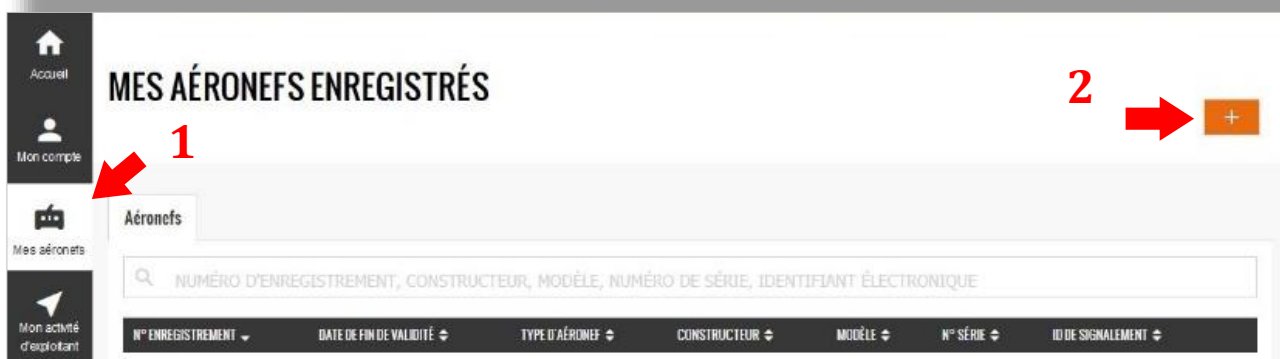 Accueil
Mon compte
Mes aéronefs
Mon activité
d'exploitant
MES AÉRONEFS ENREGISTRÉS
1
2
+
Aéronefs
NUMÉRO D'ENREGISTREMENT, CONSTRUCTEUR, MODÈLE, NUMÉRO DE SÉRIE, IDENTIFIANT ÉLECTRONIQUE
N° ENREGISTREMENT DATE DE FIN DE VALIDITÉ TYPE D'AÉRONEF CONSTRUCTEUR MODÈLE N° SÉRIE ID DE SIGNALEMENT